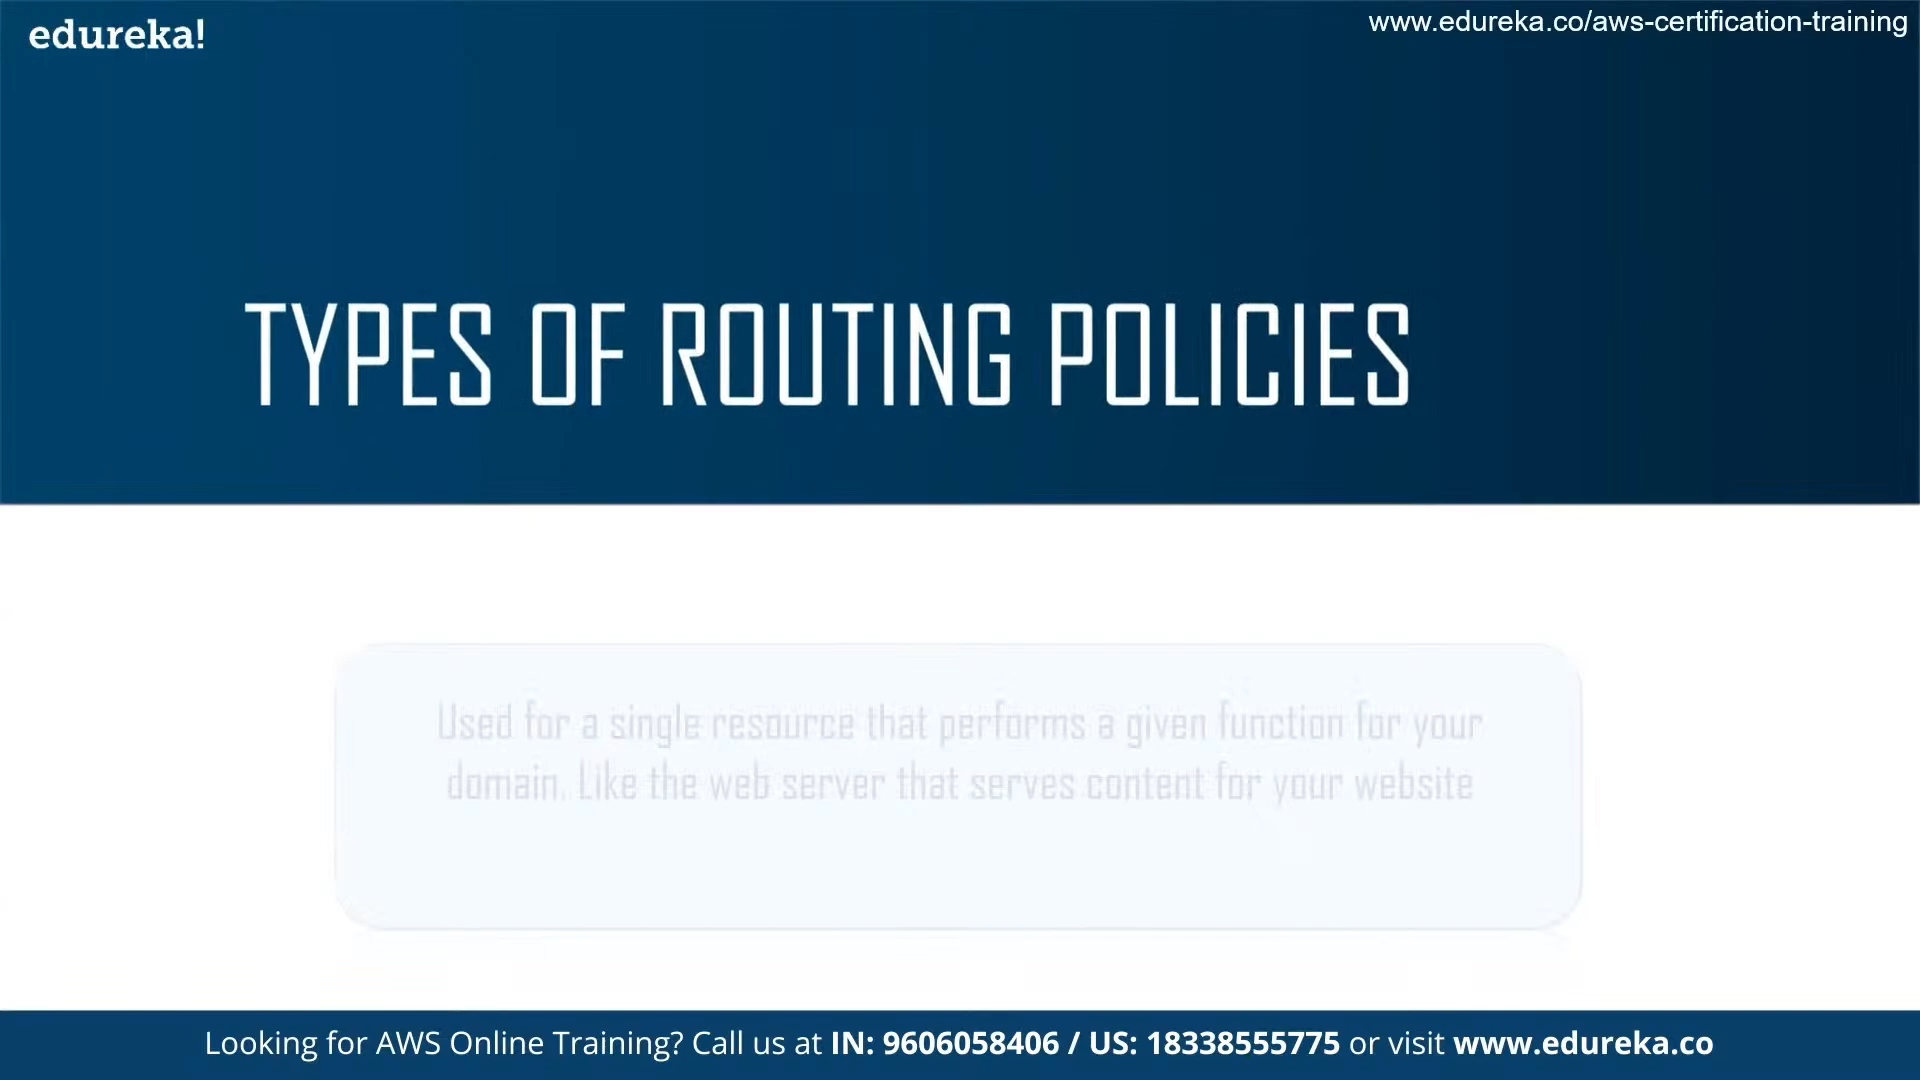 edureka!
www.edureka.co/aws-certification-training
TYPES OF ROUTING POLICIES
Used for a single resource that performs a given function for your
domain. Like the web server that serves content for your website
Looking for AWS Online Training? Call us at IN: 9606058406 / US: 18338555775 or visit www.edureka.co